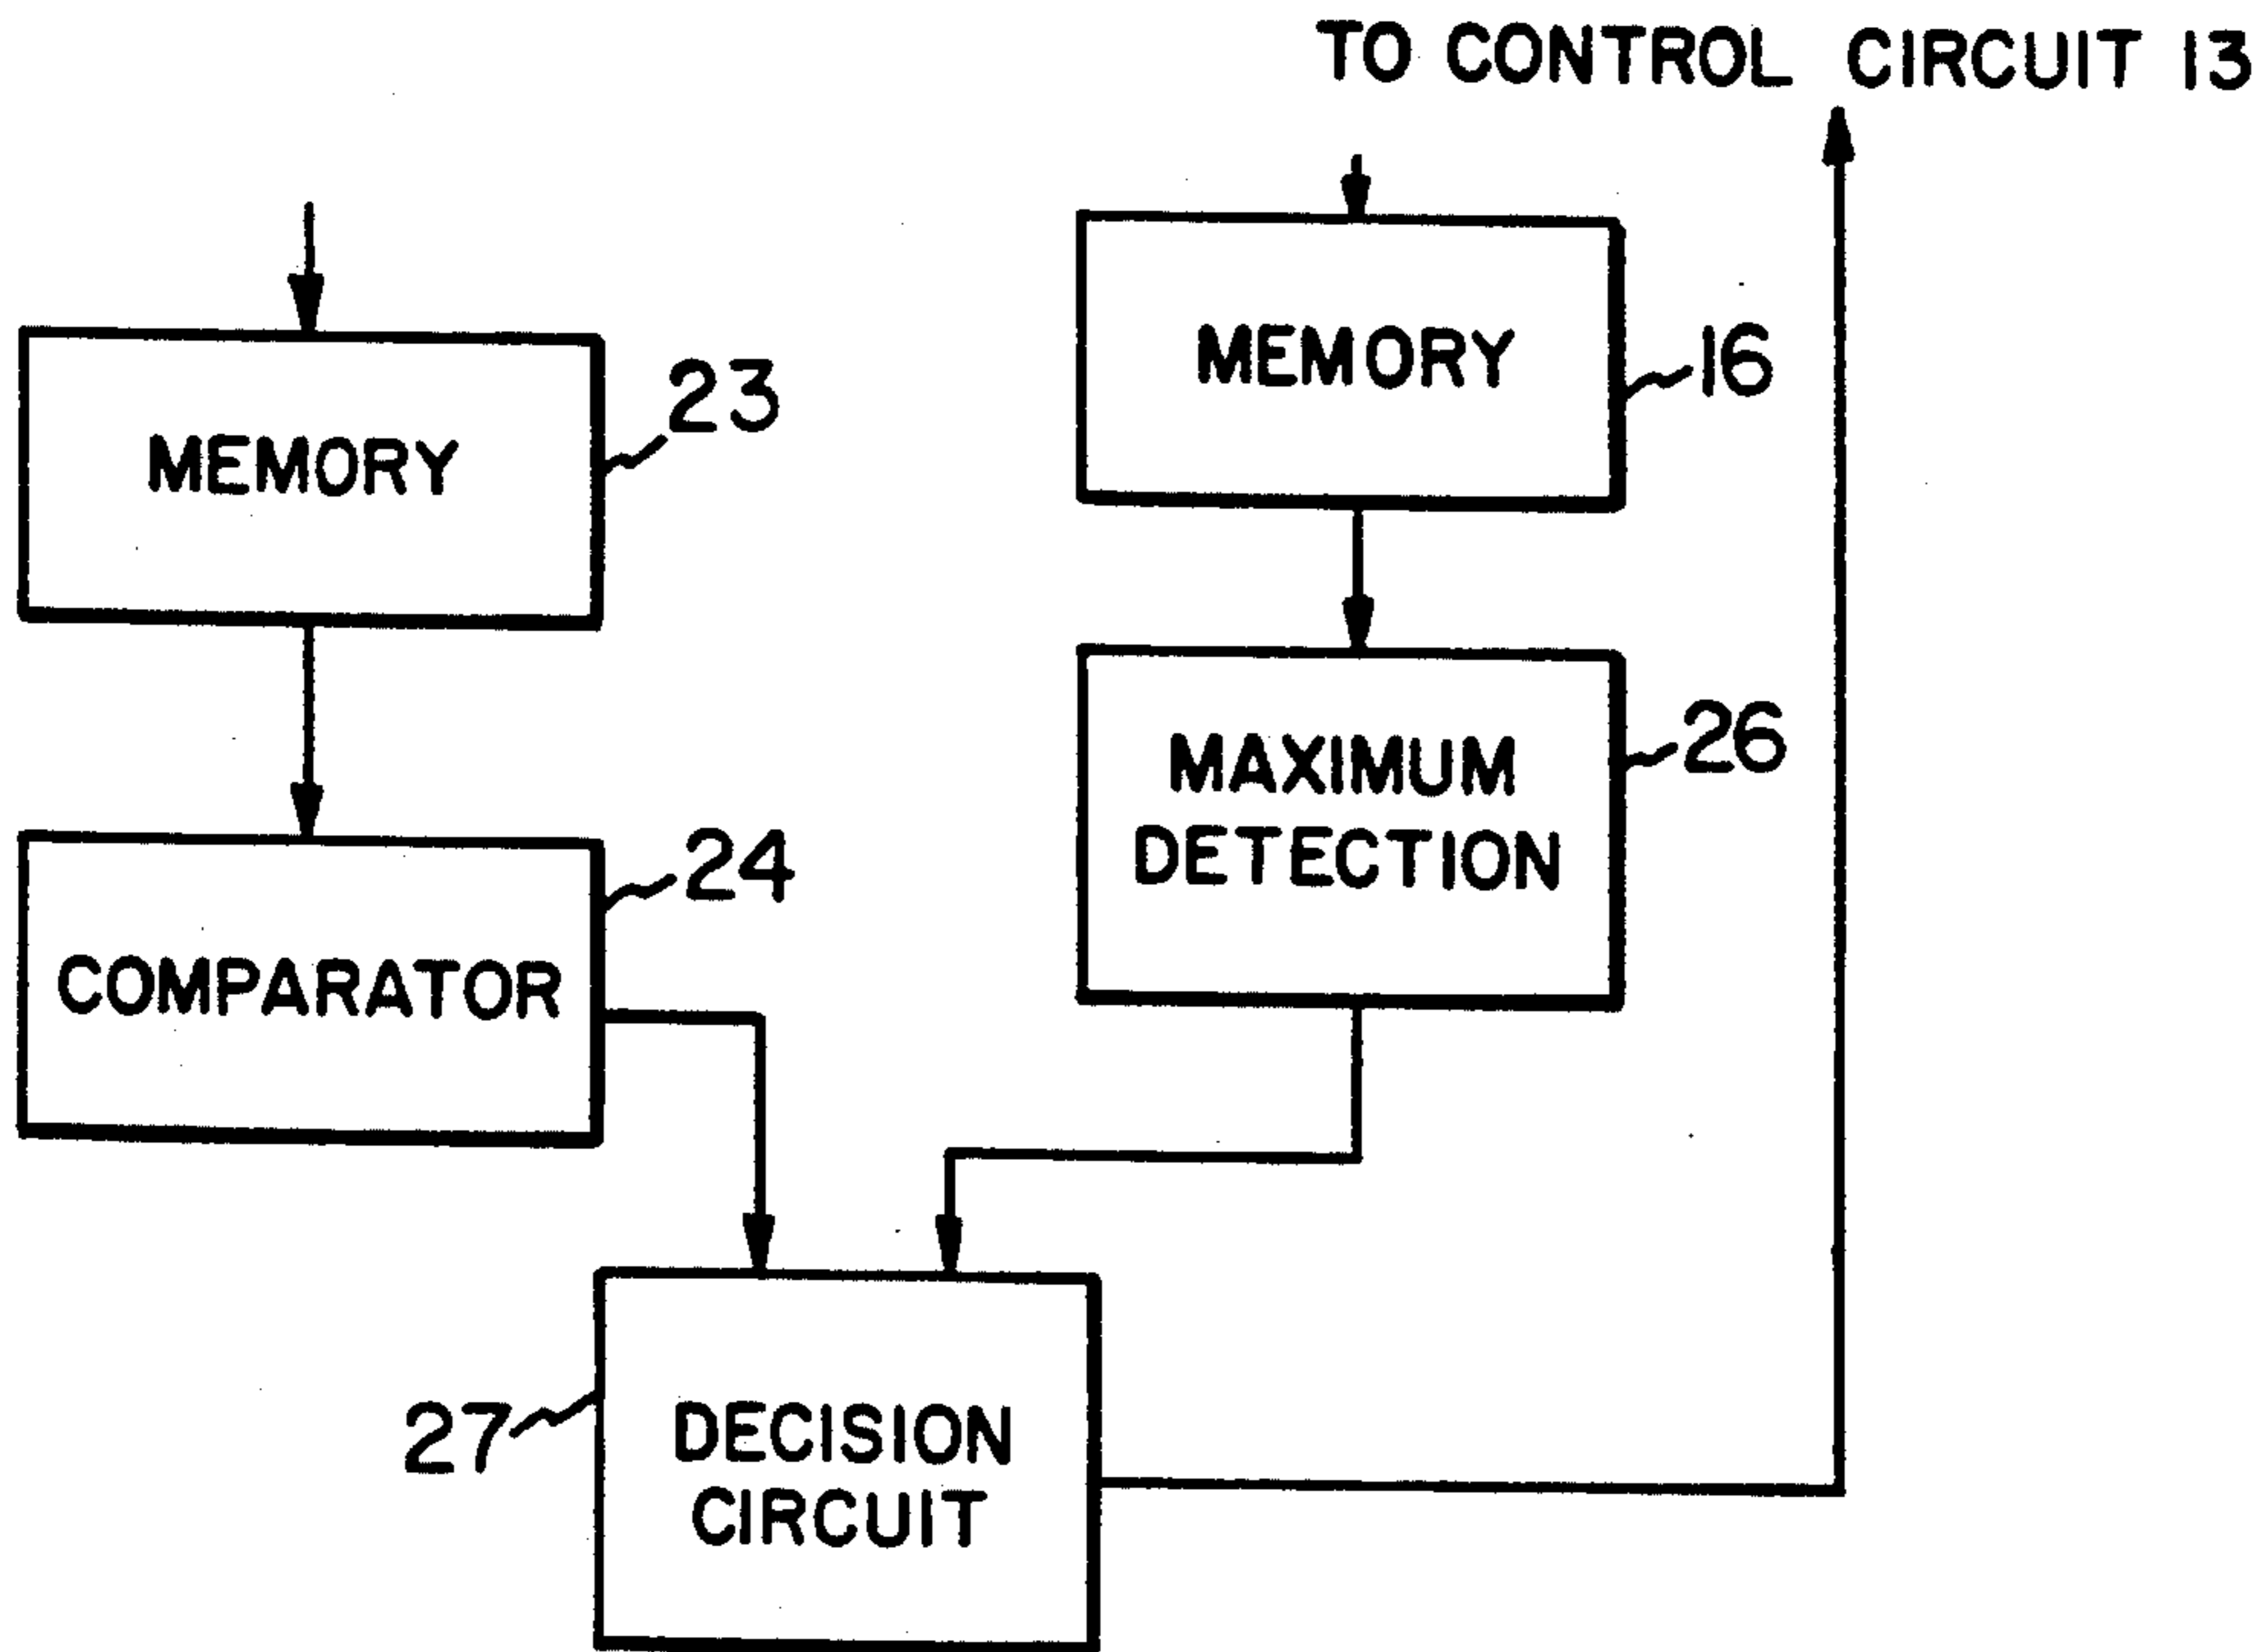 TO CONTROL CIRCUIT 13
MEMORY
16
MEMORY
23
MAXIMUM
DETECTION
26
COMPARATOR
24
DECISION
CIRCUIT
27